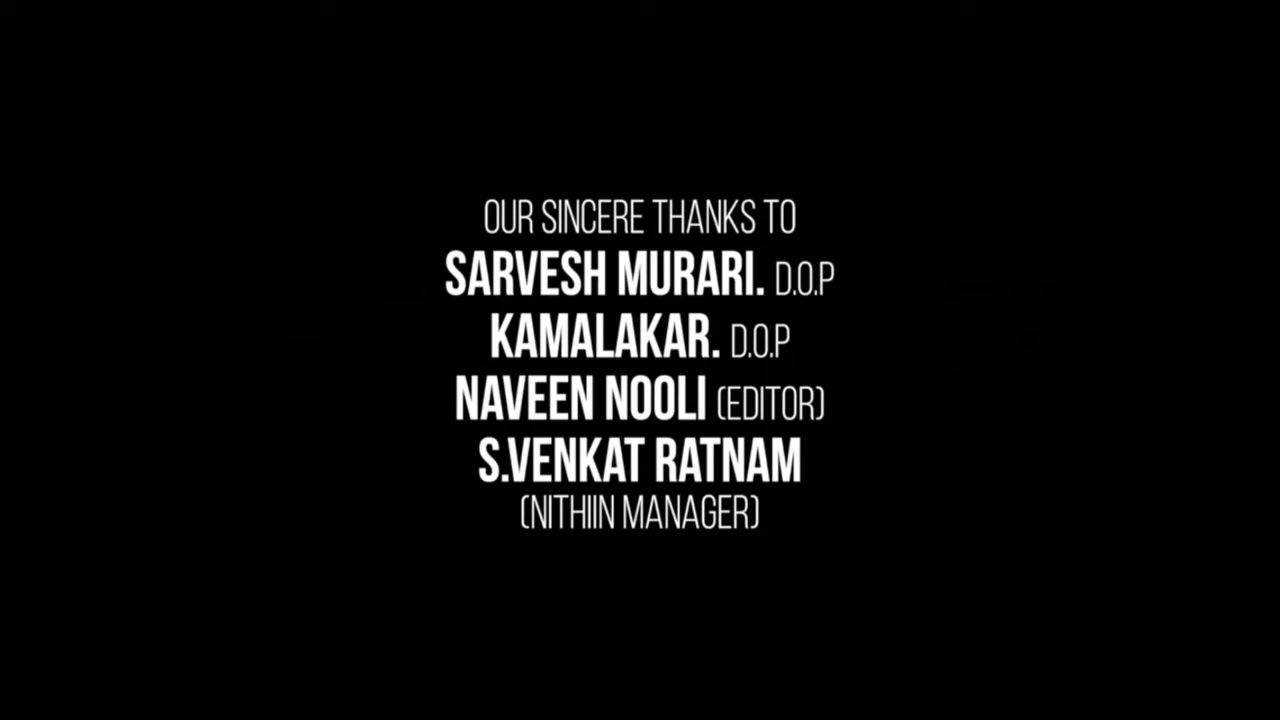 OUR SINCERE THANKS TO
SARVESH MURARI. D.O.P
KAMALAKAR. D.O.P
NAVEEN NOOLI (EDITOR)
S.VENKAT RATNAM
(NITHIIN MANAGER)